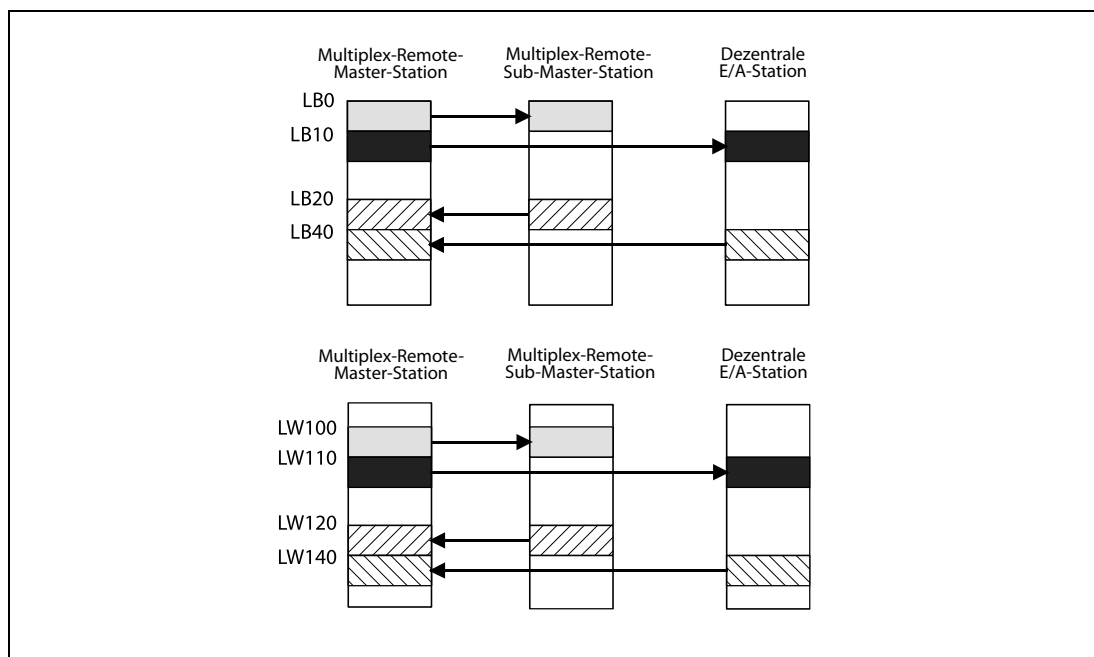 Multiplex-Remote-
Master-Station
Multiplex-Remote-
Sub-Master-Station
Dezentrale
E/A-Station
LB0
LB10
LB20
LB40
Multiplex-Remote-
Master-Station
Multiplex-Remote-
Sub-Master-Station
Dezentrale
E/A-Station
LW100
LW110
LW120
LW140